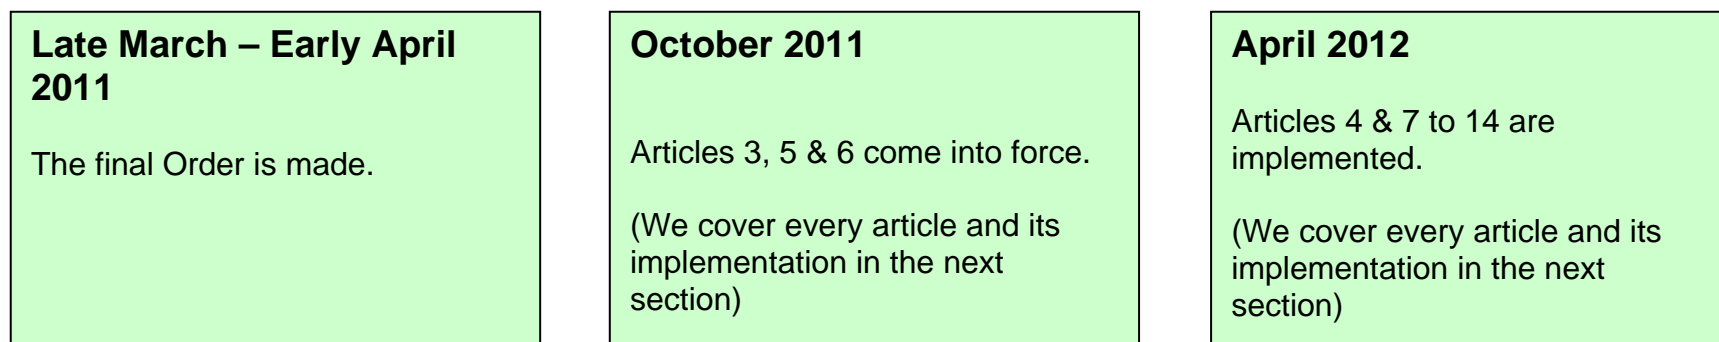 Late March – Early April
2011
The final Order is made.
October 2011
Articles 3, 5 & 6 come into force.
(We cover every article and its
implementation in the next
section)
April 2012
Articles 4 & 7 to 14 are
implemented.
(We cover every article and its
implementation in the next
section)